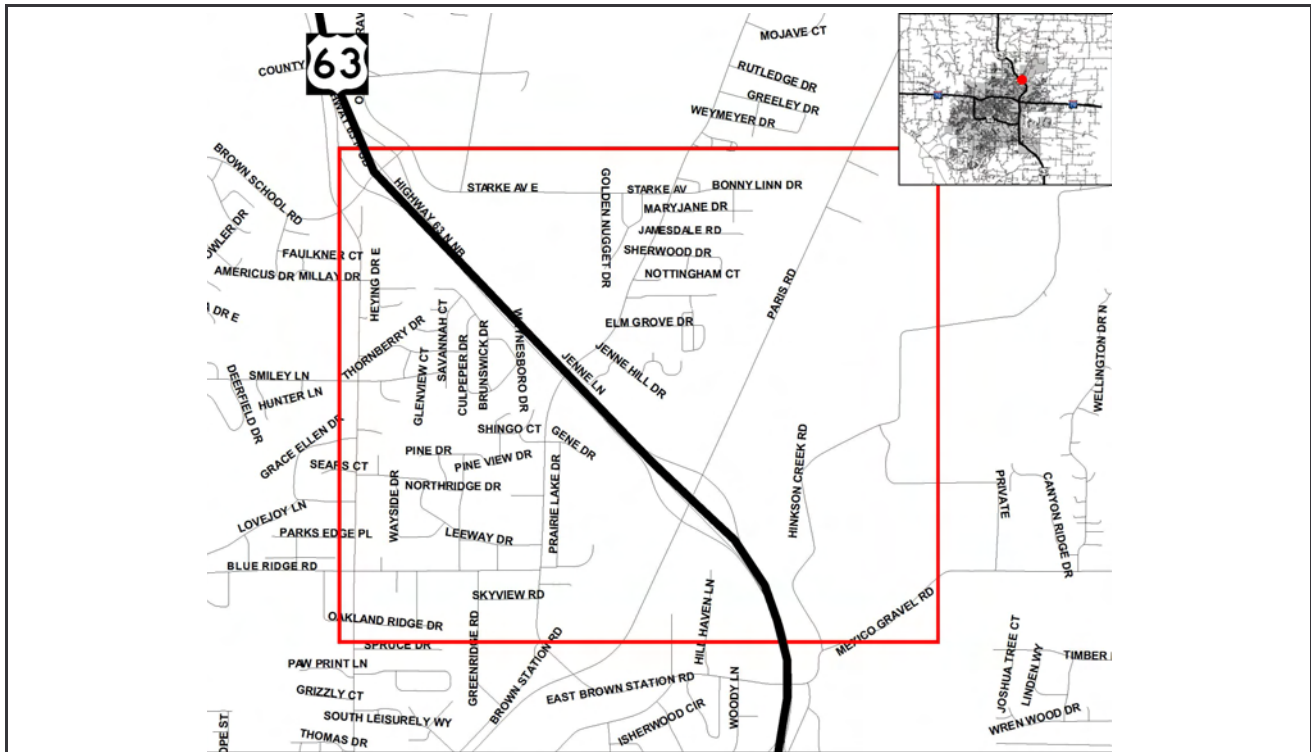 MOJAVE CT
COUNTY
63
RUTLEDGE DR
GREELEY DR
WEYMEYER DR
BROWN SCHOOL RD
HIGHWAY 63 N NB
STARKE AV E
GOLDEN NUGGET DR
STARKE AV
BONNY LINN DR
MARYJANE DR
JAMESDALE RD
SHERWOOD DR
NOTTINGHAM CT
FAULKNER CT
AMERICUS DR
MILLAY DR
HEYING DR E
PARIS RD
ELM GROVE DR
THORNBERRY DR
SAVANNAH CT
GLENVIEW CT
CULPEPER DR
BRUNSWICK DR
JENNE LN
JENNE HILL DR
WELLINGTON DR N
SMILEY LN
HUNTER LN
DEERFIELD DR
GRACE ELLEN DR
SHINGO CT
GENE DR
PINE DR
PINE VIEW DR
SEARS CT
WAYSIDE DR
NORTHRIDGE DR
PRAIRIE LAKE DR
HINKSON CREEK RD
PRIVATE
CANYON RIDGE DR
LOVEJOY LN
PARKS EDGE PL
LEEWAY DR
BLUE RIDGE RD
SKYVIEW RD
OAKLAND RIDGE DR
SPRUCE DR
GREENRIDGE RD
BROWN STATION RD
HILL HAVEN LN
MEXICO GRAVEL RD
PAW PRINT LN
GRIZZLY CT
EAST BROWN STATION RD
WOODY LN
JOSHUA TREE CT
LINDEN WY
TIMBER
SOUTH LEISURELY WY
ISHERWOOD CIR
WREN WOOD DR
THOMAS DR